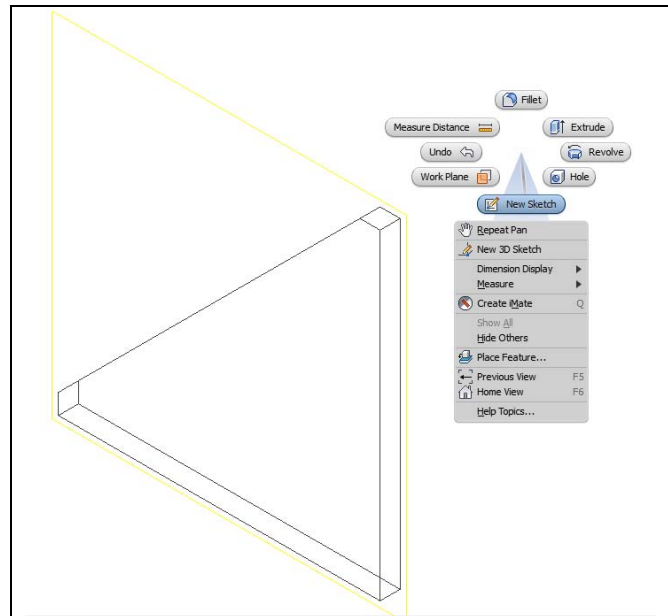 Fillet
Measure Distance
Extrude
Undo
Revolve
Work Plane
Hole
New Sketch
Repeat Pan
New 3D Sketch
Dimension Display
Measure
Create iMate Q
Show All
Hide Others
Place Feature...
Previous View F5
Home View F6
Help Topics...